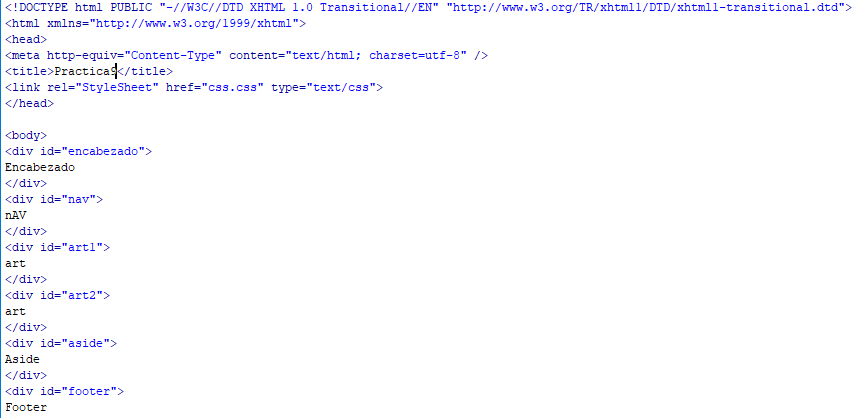 <!DOCTYPE html PUBLIC "-//W3C//DTD XHTML 1.0 Transitional//EN" "http://www.w3.org/TR/xhtml1/DTD/xhtml1-transitional.dtd">
<html xmlns="http://www.w3.org/1999/xhtml">
<head>
<meta http-equiv="Content-Type" content="text/html; charset=utf-8" />
<title>Practica9</title>
<link rel="StyleSheet" href="css.css" type="text/css">
</head>
<body>
<div id="encabezado">
Encabezado
</div>
<div id="nav">
nAV
</div>
<div id="art1">
art
</div>
<div id="art2">
art
</div>
<div id="aside">
Aside
</div>
<div id="footer">
Footer